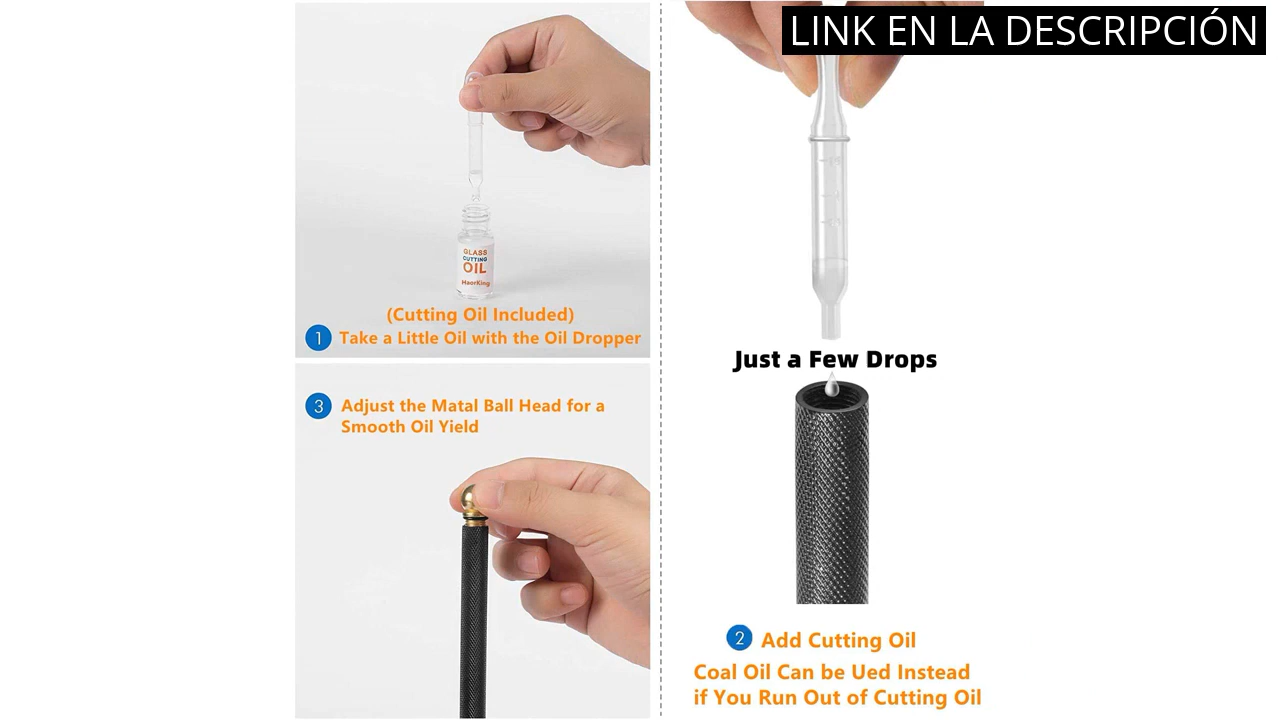 LINK EN LA DESCRIPCIÓN
GLASS
CUTTING
OIL
HaorKing
(Cutting Oil Included)
1 Take a Little Oil with the Oil Dropper
Just a Few Drops
2 Add Cutting Oil
Coal Oil Can be Ued Instead
if You Run Out of Cutting Oil
3 Adjust the Matal Ball Head for a
Smooth Oil Yield